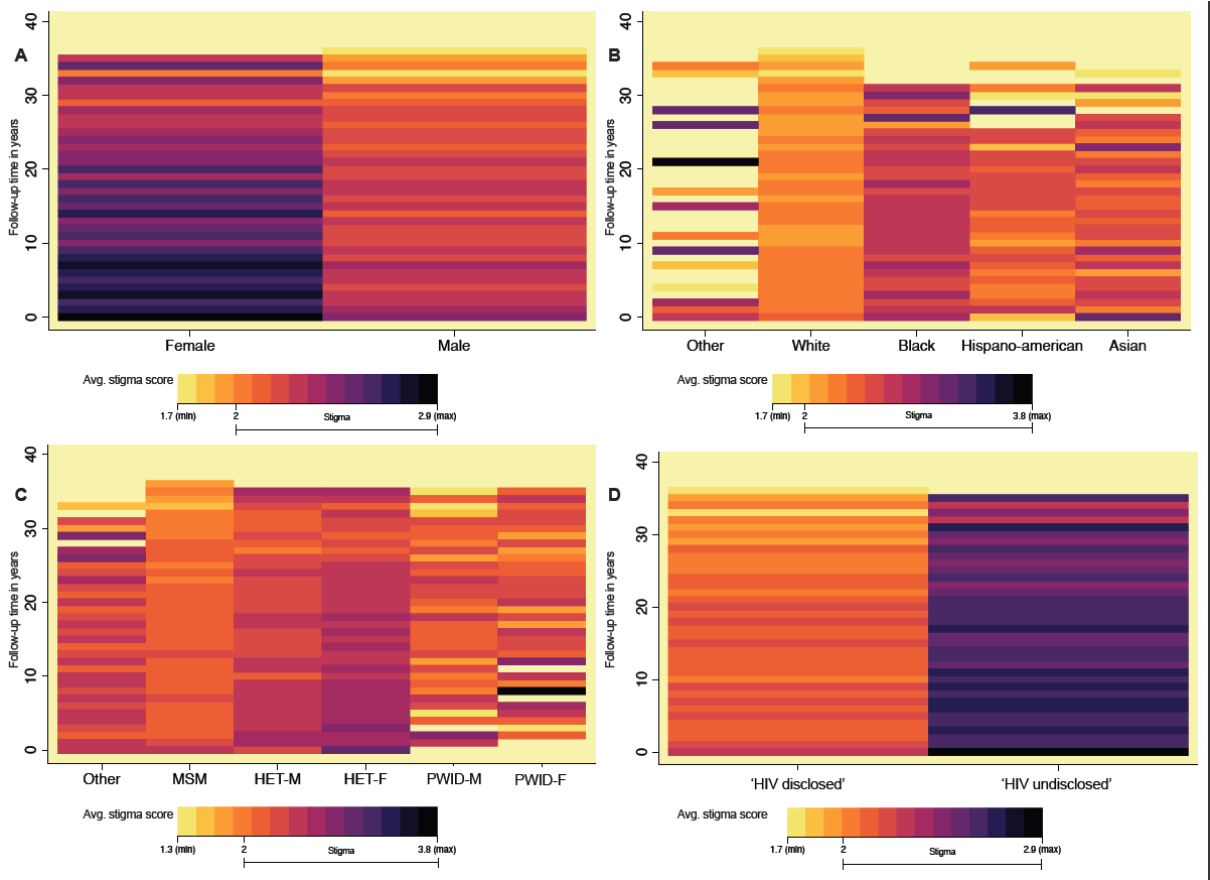 A
Follow-up time in years
40
30
20
10
0
Female Male
Avg. stigma score
1.7 (min) 2 Stigma 2.9 (max)
B
Follow-up time in years
40
30
20
10
0
Other White Black Hispano-american Asian
Avg. stigma score
1.7 (min) 2 Stigma 3.8 (max)
C
Follow-up time in years
40
30
20
10
0
Other MSM HET-M HET-F PWID-M PWID-F
Avg. stigma score
1.3 (min) 2 Stigma 3.8 (max)
D
Follow-up time in years
40
30
20
10
0
‘HIV disclosed’ ‘HIV undisclosed’
Avg. stigma score
1.7 (min) 2 Stigma 2.9 (max)